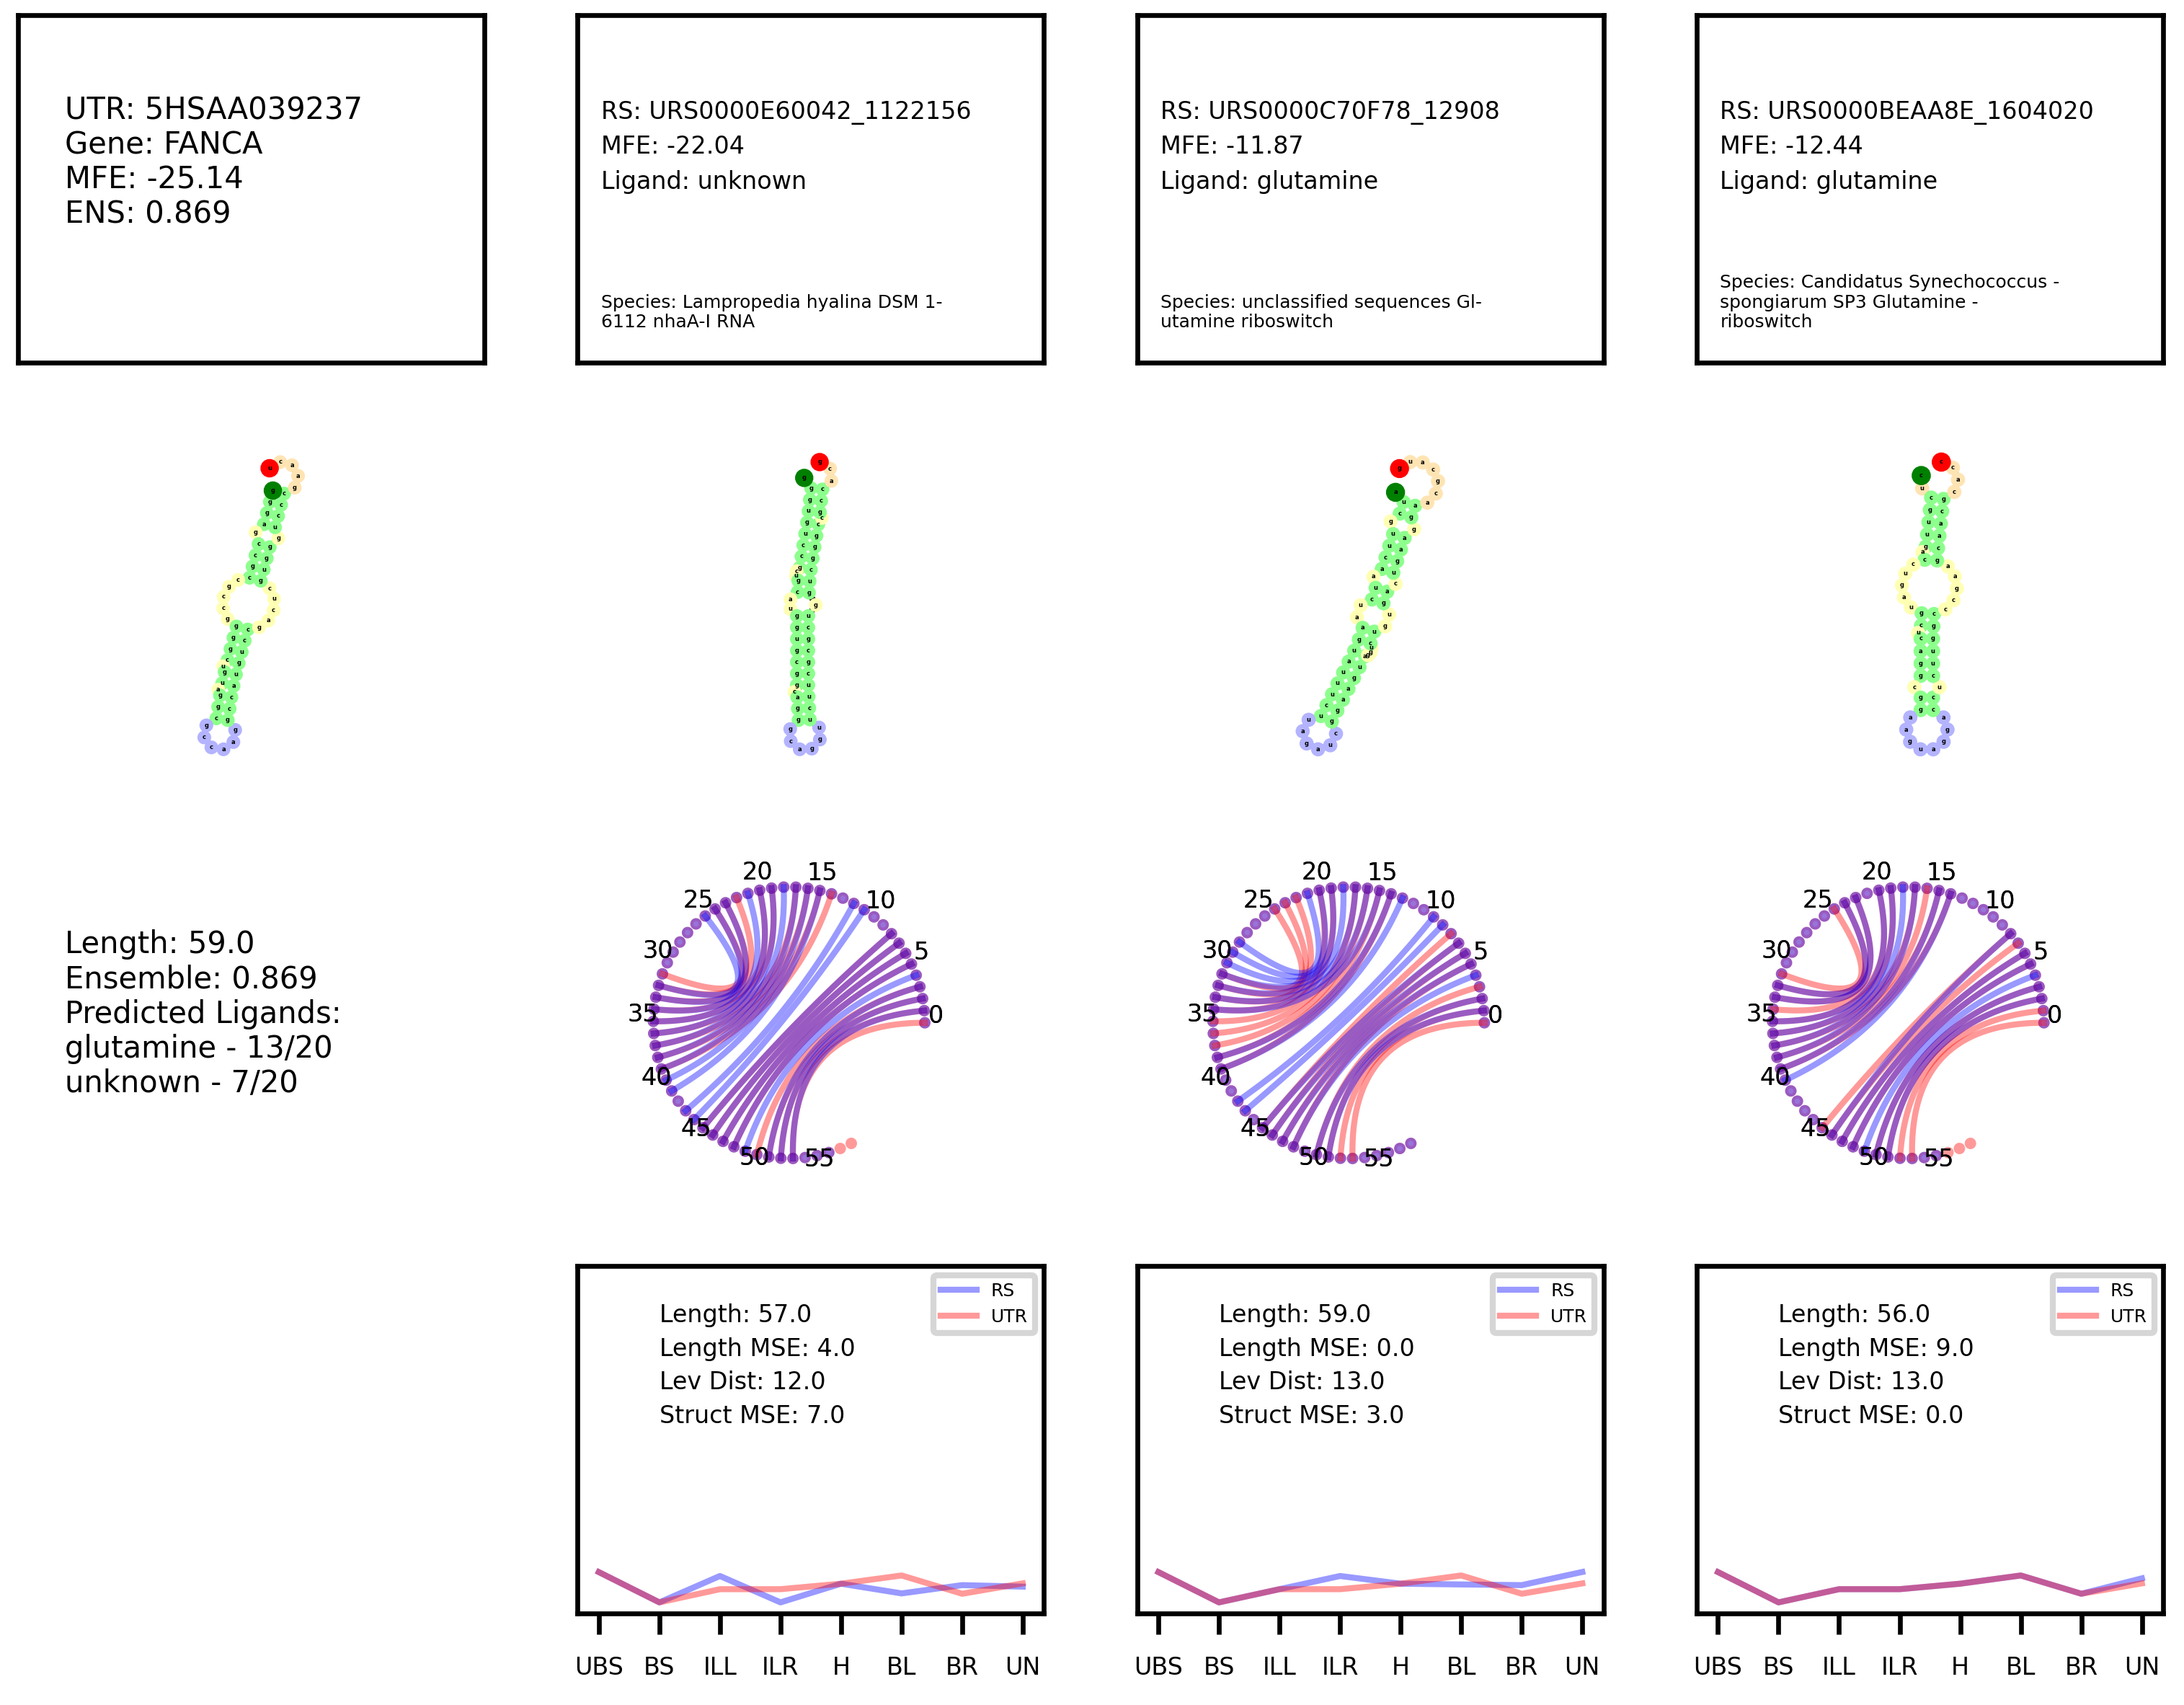 UTR: 5HSAA039237
Gene: FANCA
MFE: -25.14
ENS: 0.869
RS: URS0000E60042_1122156
MFE: -22.04
Ligand: unknown
Species: Lampropedia hyalina DSM 1-
6112 nhaA-I RNA
RS: URS0000C70F78_12908
MFE: -11.87
Ligand: glutamine
Species: unclassified sequences Gl-
utamine riboswitch
RS: URS0000BEAA8E_1604020
MFE: -12.44
Ligand: glutamine
Species: Candidatus Synechococcus -
spongiarum SP3 Glutamine -
riboswitch
Length: 59.0
Ensemble: 0.869
Predicted Ligands:
glutamine - 13/20
unknown - 7/20
0
5
10
15
20
25
30
35
40
45
50
55
0
5
10
15
20
25
30
35
40
45
50
55
0
5
10
15
20
25
30
35
40
45
50
55
RS
UTR
Length: 57.0
Length MSE: 4.0
Lev Dist: 12.0
Struct MSE: 7.0
UBS BS ILL ILR H BL BR UN
RS
UTR
Length: 59.0
Length MSE: 0.0
Lev Dist: 13.0
Struct MSE: 3.0
UBS BS ILL ILR H BL BR UN
RS
UTR
Length: 56.0
Length MSE: 9.0
Lev Dist: 13.0
Struct MSE: 0.0
UBS BS ILL ILR H BL BR UN